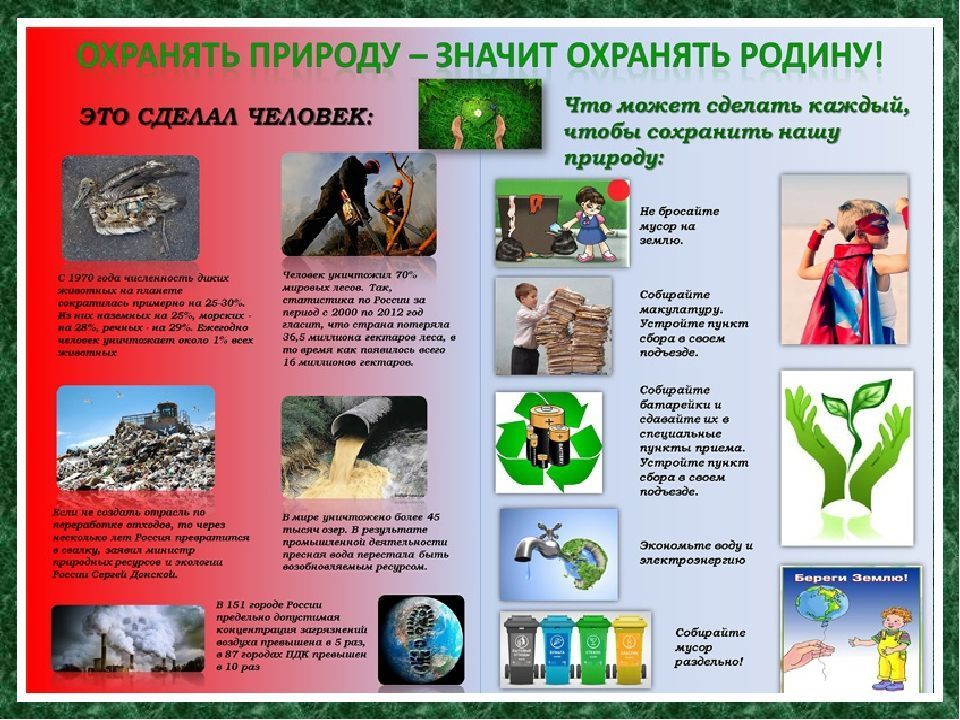 ОХРАНЯТЬ ПРИРОДУ – ЗНАЧИТ ОХРАНЯТЬ РОДИНУ!
ЭТО СДЕЛАЛ ЧЕЛОВЕК:
С 1970 года численность диких
животных на планете
сократилась примерно на 25-30%.
Из них наземных на 25%, морских -
на 28%, речных - на 29%. Ежегодно
человек уничтожает около 1% всех
животных
Человек уничтожил 70%
мировых лесов. Так,
статистика по России за
период с 2000 по 2012 год
гласит, что страна потеряла
36,5 миллиона гектаров леса, в
то время как появилось всего
16 миллионов гектаров.
Если не создать отрасль по
переработке отходов, то через
несколько лет Россия превратится
в свалку, заявил министр
природных ресурсов и экологии
России Сергей Донской.
В мире уничтожено более 45
тысяч озер. В результате
промышленной деятельности
пресная вода перестала быть
возобновляемым ресурсом.
В 151 городе России
предельно допустимая
концентрация загрязнений
воздуха превышена в 5 раз,
в 87 городах ПДК превышен
в 10 раз
Что может сделать каждый,
чтобы сохранить нашу
природу:
Не бросайте
мусор на
землю.
Собирайте
макулатуру.
Устройте пункт
сбора в своем
подъезде.
Собирайте
батарейки и
сдавайте их в
специальные
пункты приема.
Устройте пункт
сбора в своем
подъезде.
Экономьте воду и
электроэнергию
Собирайте
мусор
раздельно!
Береги Землю!